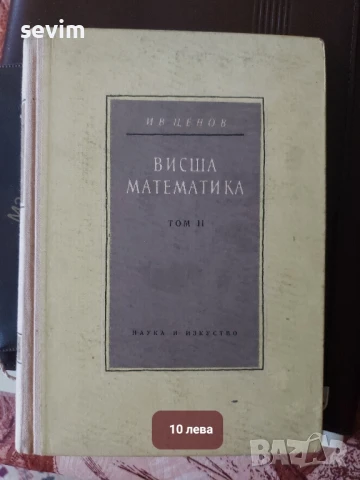 sevim
ИВ. ЦЕНОВ
ВИСША
МАТЕМАТИКА
ТОМ II
НАУКА И ИЗКУСТВО
10 лева
BAZAR